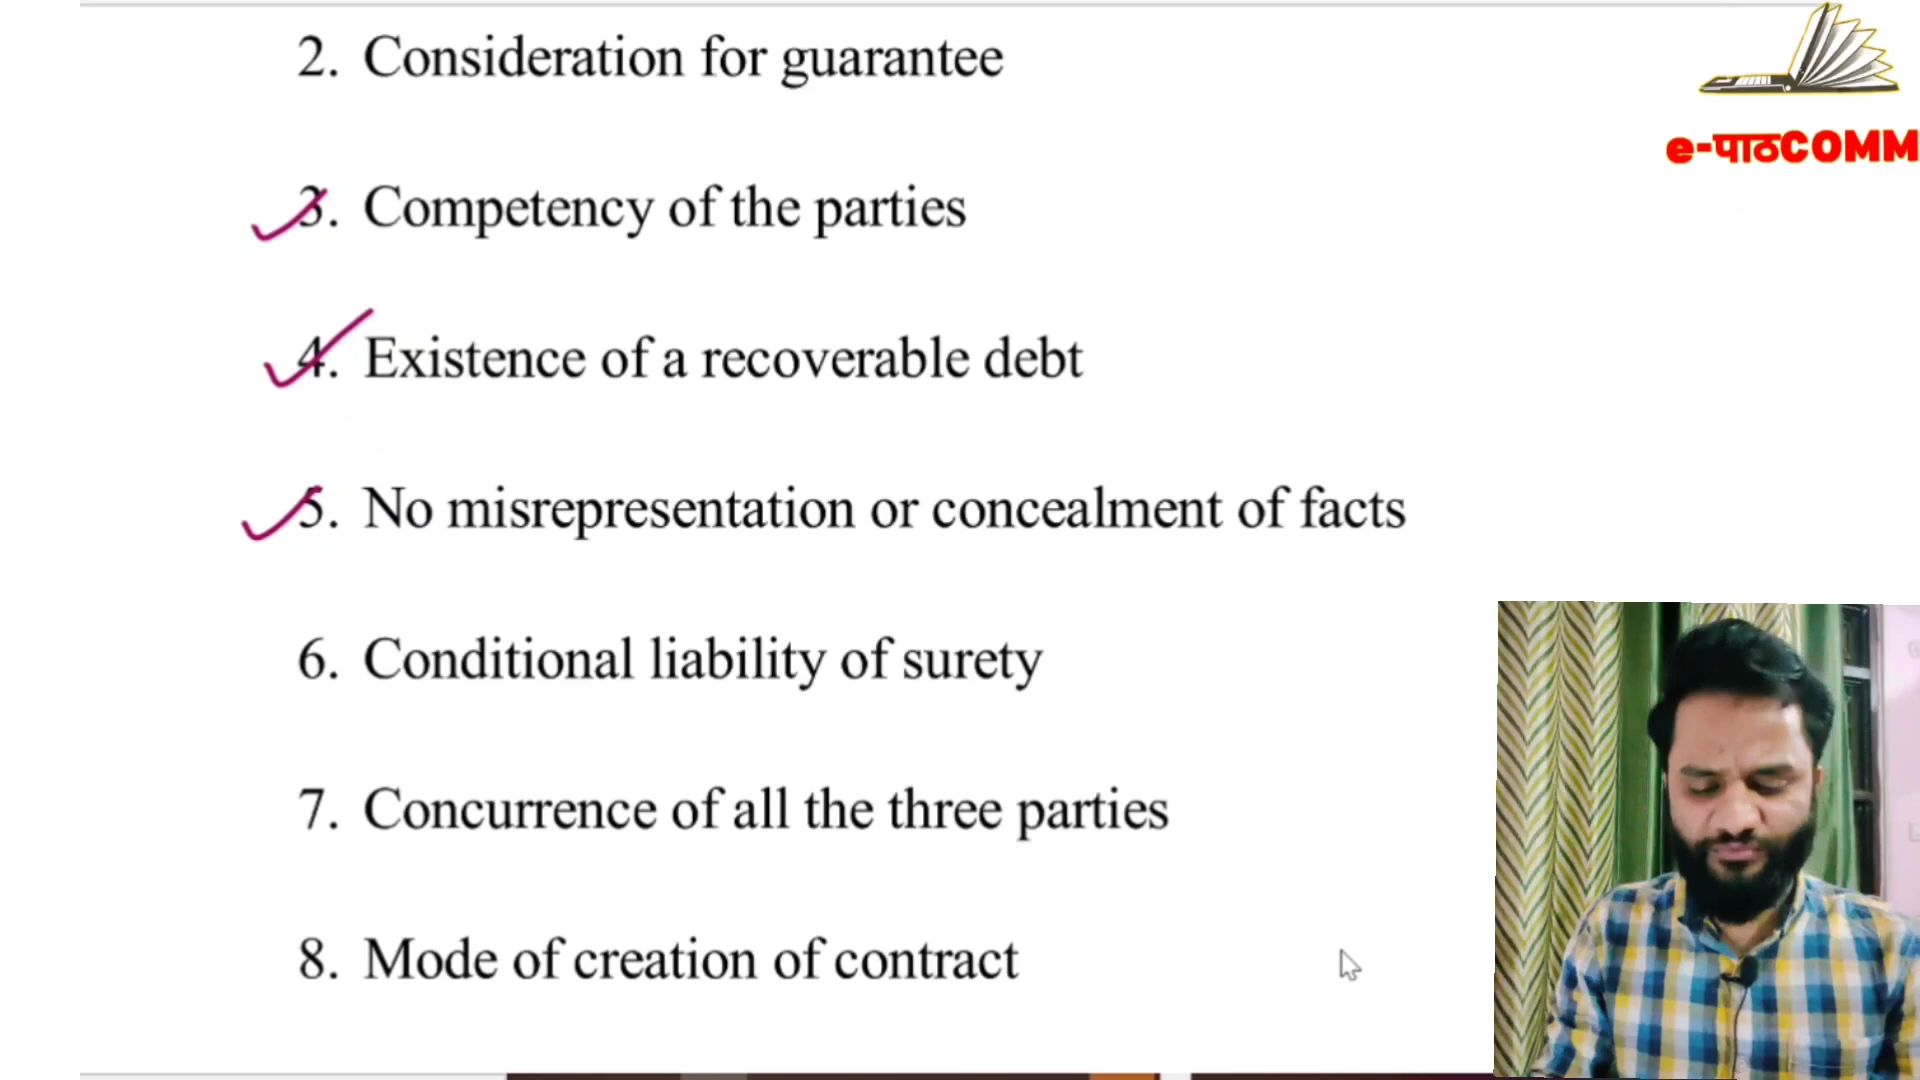 2. Consideration for guarantee
e-पाठCOMM
3. Competency of the parties
4. Existence of a recoverable debt
5. No misrepresentation or concealment of facts
6. Conditional liability of surety
7. Concurrence of all the three parties
8. Mode of creation of contract